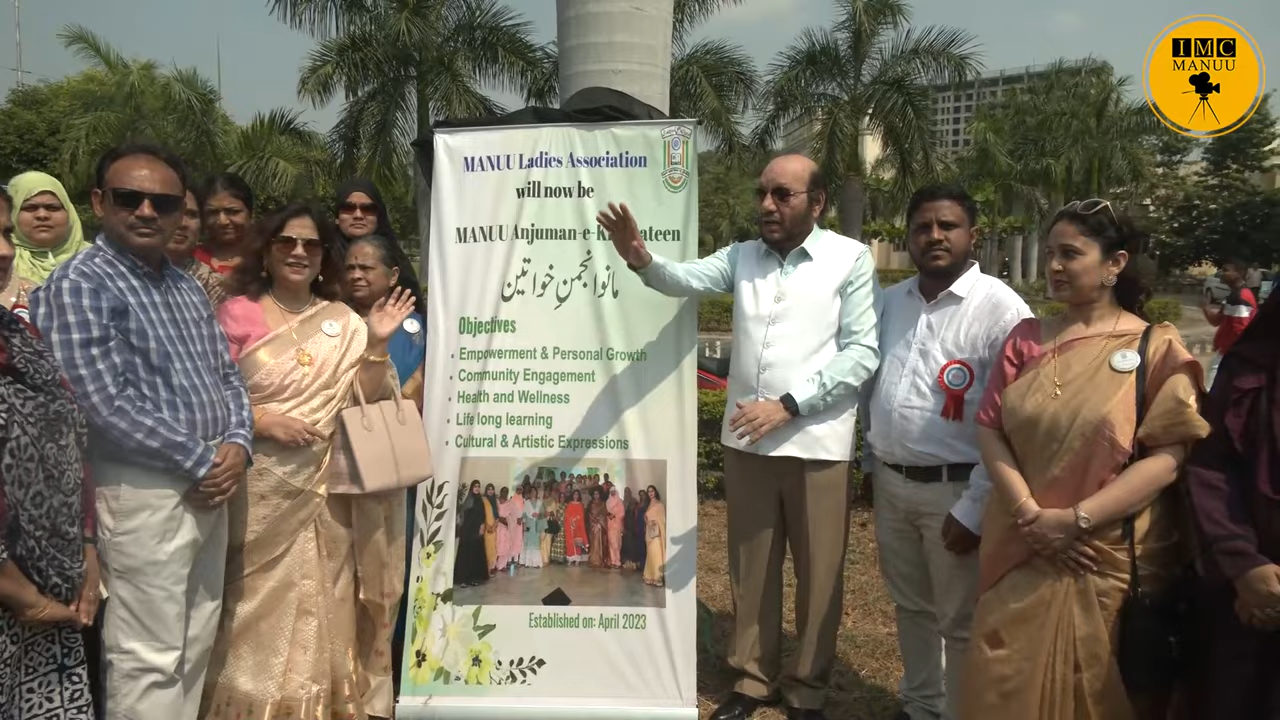 IMC
MANUU
MANUU Ladies Association
will now be
MANUU Anjuman-e-Khawateen
مانو انجمنِ خواتین
Objectives
• Empowerment & Personal Growth
• Community Engagement
• Health and Wellness
• Life long learning
• Cultural & Artistic Expressions
Established on: April 2023